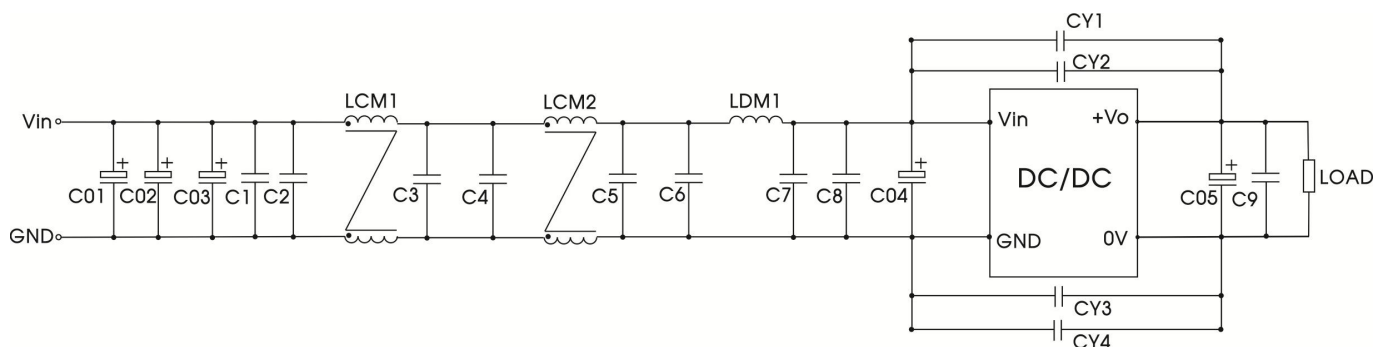 CY1
CY2
LCM1
LCM2
LDM1
Vin
Vin
+Vo
C01
C02
C03
C1
C2
C3
C4
C5
C6
C7
C8
C04
DC/DC
C05
C9
LOAD
GND
GND
0V
CY3
CY4
+
+
+
+
+